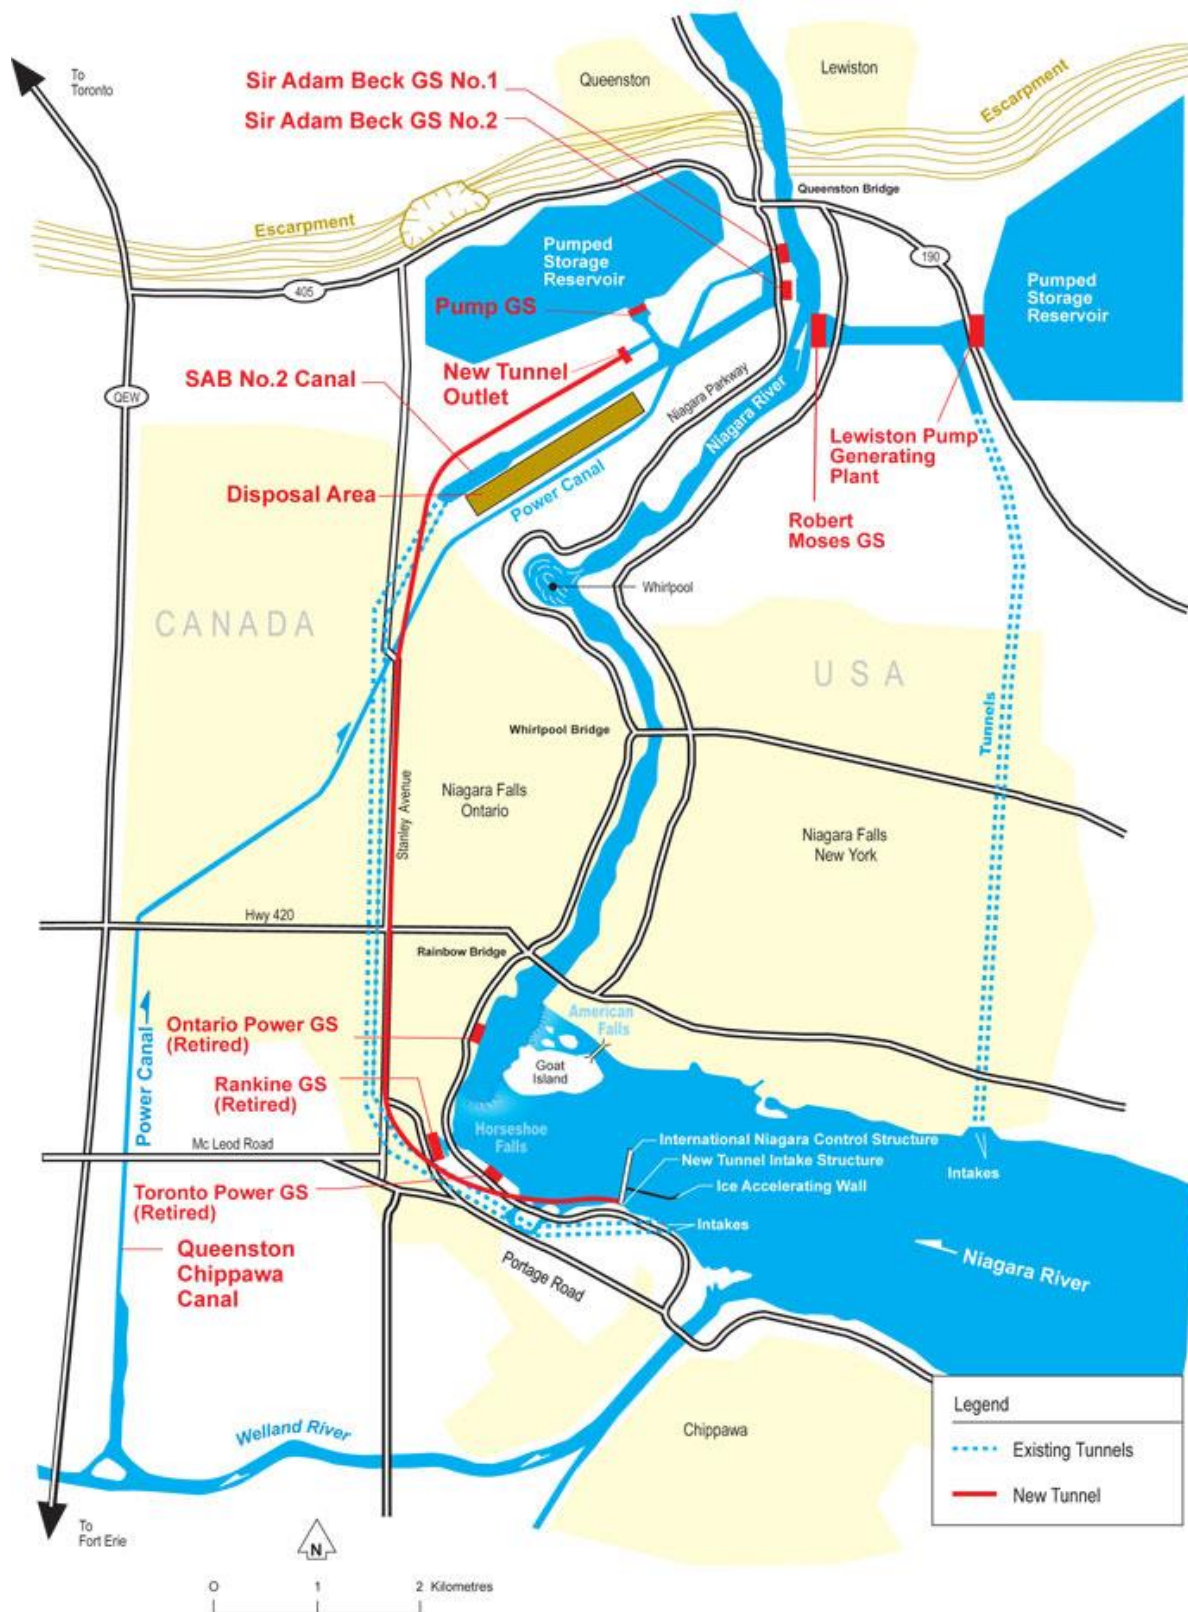 To
Toronto
Sir Adam Beck GS No.1
Sir Adam Beck GS No.2
Queenston
Lewiston
Escarpment
Escarpment
Queenston Bridge
Pumped
Storage
Reservoir
190
405
Pumped
Storage
Reservoir
Pump GS
New Tunnel
Outlet
SAB No.2 Canal
QEW
Niagara Parkway
Niagara River
Lewiston Pump
Generating
Plant
Disposal Area
Power Canal
Robert
Moses GS
Whirlpool
CANADA
USA
Tunnels
Whirlpool Bridge
Stanley Avenue
Niagara Falls
Ontario
Niagara Falls
New York
Hwy 420
Rainbow Bridge
American
Falls
Ontario Power GS
(Retired)
Power Canal
Goat
Island
Rankine GS
(Retired)
Horseshoe
Falls
Mc Leod Road
International Niagara Control Structure
New Tunnel Intake Structure
Ice Accelerating Wall
Intakes
Toronto Power GS
(Retired)
Intakes
Queenston
Chippawa
Canal
Portage Road
Niagara River
Welland River
Chippawa
Legend
Existing Tunnels
New Tunnel
To
Fort Erie
N
0 1 2 Kilometres